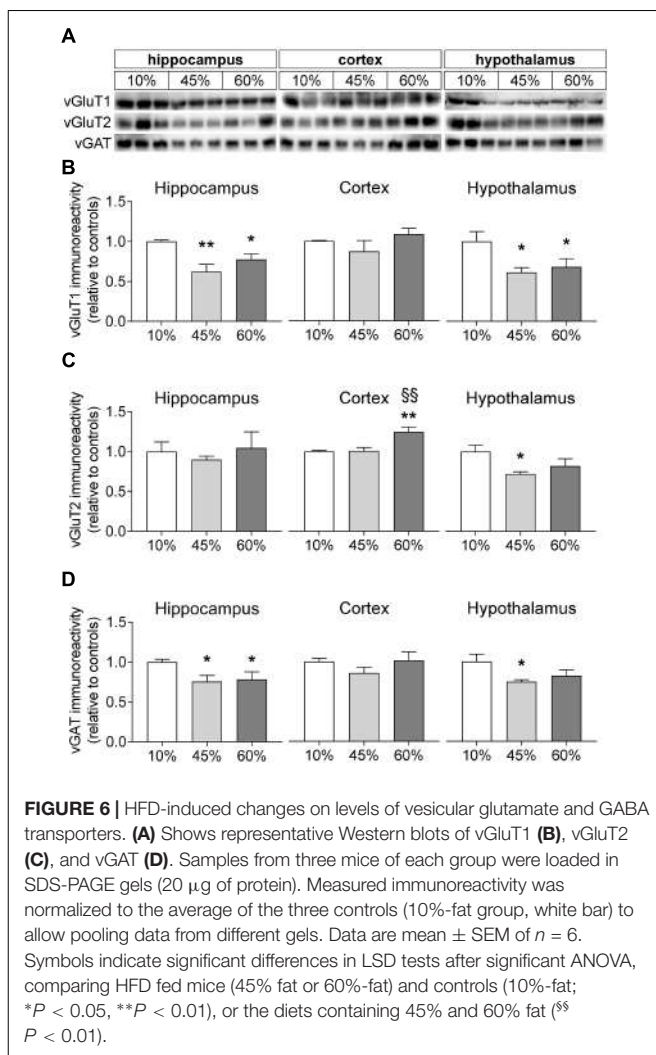 A
hippocampus cortex hypothalamus
10% 45% 60% 10% 45% 60% 10% 45% 60%
vGluT1
vGluT2
vGAT
B
Hippocampus Cortex Hypothalamus
vGluT1 immunoreactivity
(relative to controls)
1.5
1.0
0.5
0.0
** * * *
10% 45% 60% 10% 45% 60% 10% 45% 60%
C
Hippocampus Cortex Hypothalamus
vGluT2 immunoreactivity
(relative to controls)
1.5
1.0
0.5
0.0
§§
** *
10% 45% 60% 10% 45% 60% 10% 45% 60%
D
Hippocampus Cortex Hypothalamus
vGAT immunoreactivity
(relative to controls)
1.5
1.0
0.5
0.0
* * *
10% 45% 60% 10% 45% 60% 10% 45% 60%
FIGURE 6 | HFD-induced changes on levels of vesicular glutamate and GABA
transporters. (A) Shows representative Western blots of vGluT1 (B), vGluT2
(C), and vGAT (D). Samples from three mice of each group were loaded in
SDS-PAGE gels (20 μg of protein). Measured immunoreactivity was
normalized to the average of the three controls (10%-fat group, white bar) to
allow pooling data from different gels. Data are mean ± SEM of n = 6.
Symbols indicate significant differences in LSD tests after significant ANOVA,
comparing HFD fed mice (45% fat or 60%-fat) and controls (10%-fat;
*P < 0.05, **P < 0.01), or the diets containing 45% and 60% fat (§§
P < 0.01).